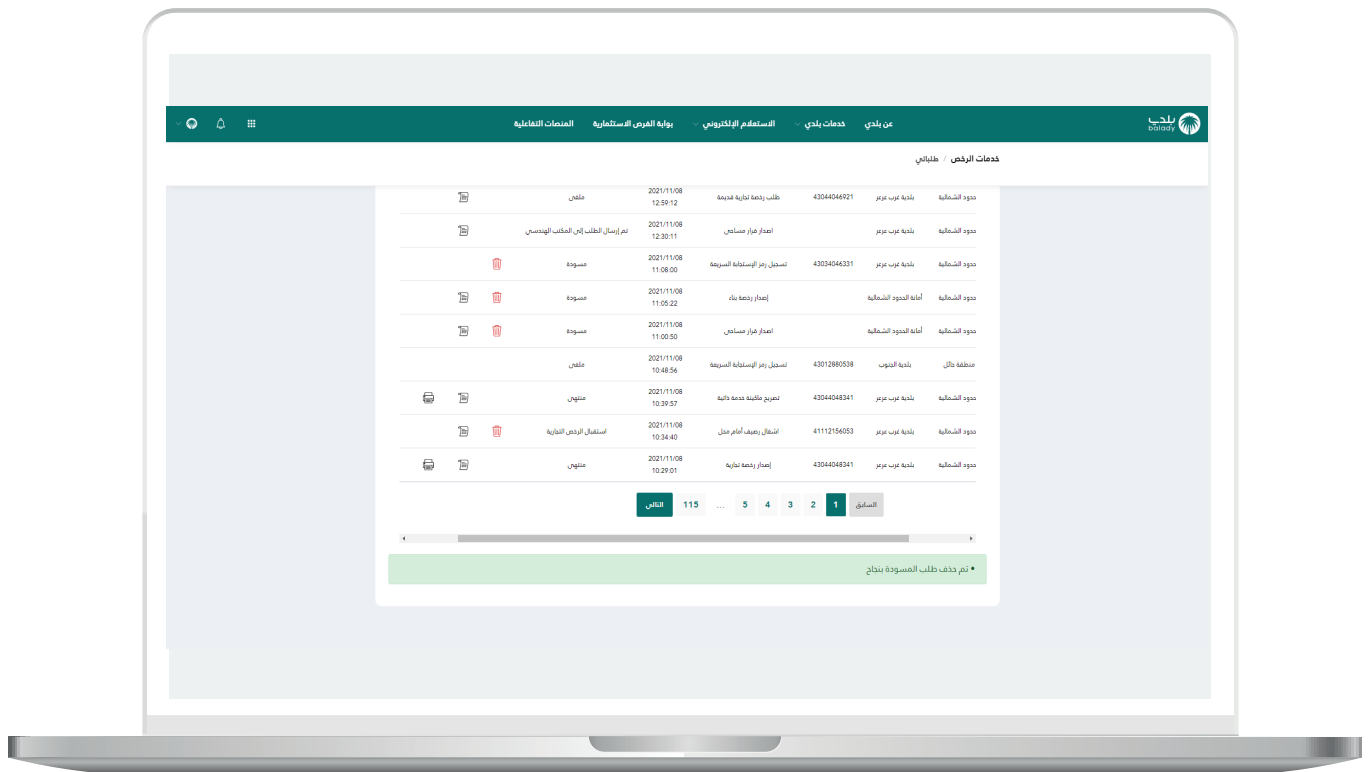 بلدي
balady
عن بلدي خدمات بلدي الاستعلام الإلكتروني بوابة الفرص الاستثمارية المنصات التفاعلية
خدمات الرخص / طلباتي
حدود الشمالية بلدية غرب عرعر 43044046921 طلب رخصة تجارية قديمة 2021/11/08 12:59:12 ملغى
حدود الشمالية بلدية غرب عرعر اصدار قرار مساحي 2021/11/08 12:30:11 تم إرسال الطلب إلى المكتب الهندسي
حدود الشمالية بلدية غرب عرعر 43034046331 تسجيل رمز الإستجابة السريعة 2021/11/08 11:08:00 مسودة
حدود الشمالية أمانة الحدود الشمالية إصدار رخصة بناء 2021/11/08 11:05:22 مسودة
حدود الشمالية أمانة الحدود الشمالية اصدار قرار مساحي 2021/11/08 11:00:50 مسودة
منطقة حائل بلدية الجنوب 43012880538 تسجيل رمز الإستجابة السريعة 2021/11/08 10:48:56 ملغى
حدود الشمالية بلدية غرب عرعر 43044048341 تصريح ماكينة خدمة ذاتية 2021/11/08 10:39:57 منتهي
حدود الشمالية بلدية غرب عرعر 41112156053 اشغال رصيف أمام محل 2021/11/08 10:34:40 استقبال الرخص التجارية
حدود الشمالية بلدية غرب عرعر 43044048341 إصدار رخصة تجارية 2021/11/08 10:29:01 منتهي
السابق 1 2 3 4 5 ... 115 التالي
• تم حذف طلب المسودة بنجاح